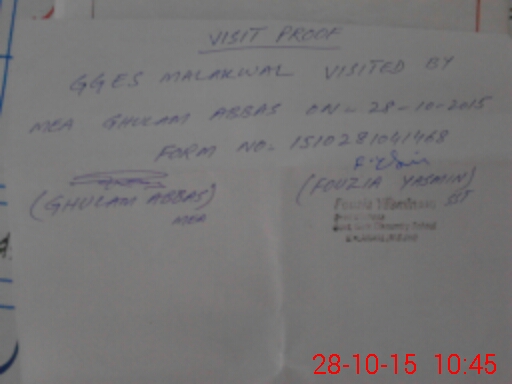 VISIT PROOF
GGES MALAKWAL VISITED BY
MEA GHULAM ABBAS ON- 28-10-2015
FORM NO- 1510281041468
(GHULAM ABBAS)
MEA
(FOUZIA YASMIN)
SST
Fouzia Yasmin
28-10-15 10:45